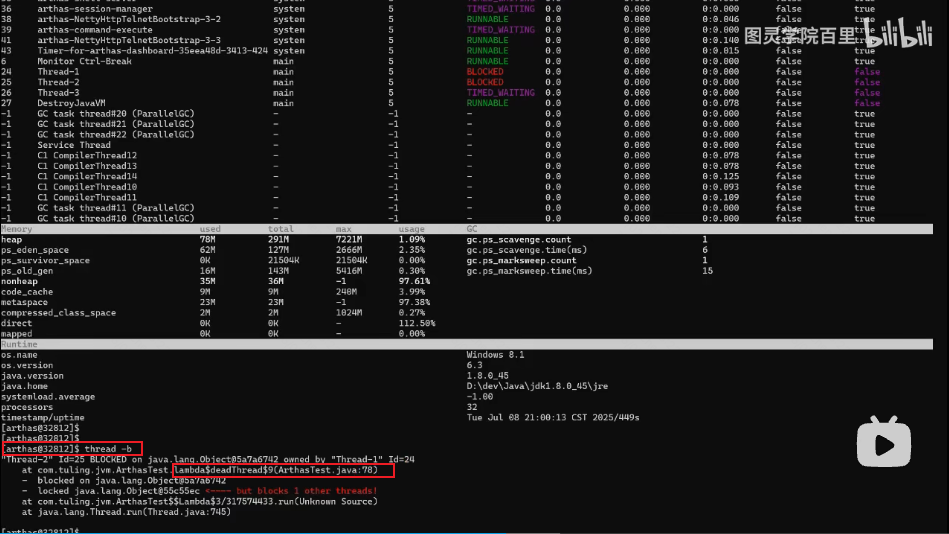 36 arthas-session-manager system 5 TIMED_WAITING 0.0 0.000 0:0.000 false true
38 arthas-NettyHttpTelnetBootstrap-3-2 system 5 RUNNABLE 0.0 0.000 0:0.046 false true
39 arthas-command-execute system 5 TIMED_WAITING 0.0 0.000 0:0.000 false true
41 arthas-NettyHttpTelnetBootstrap-3-3 system 5 RUNNABLE 0.0 0.000 0:0.140 false true
43 Timer-for-arthas-dashboard-35eea48d-3413-424 system 5 RUNNABLE 0.0 0.000 0:0.015 false true
图灵学院百里 bilibili
6 Monitor Ctrl-Break main 5 RUNNABLE 0.0 0.000 0:0.000 false true
24 Thread-1 main 5 BLOCKED 0.0 0.000 0:0.000 false false
25 Thread-2 main 5 BLOCKED 0.0 0.000 0:0.000 false false
26 Thread-3 main 5 TIMED_WAITING 0.0 0.000 0:0.000 false false
27 DestroyJavaVM main 5 RUNNABLE 0.0 0.000 0:0.078 false false
-1 GC task thread#20 (ParallelGC) - -1 - 0.0 0.000 0:0.000 false true
-1 GC task thread#21 (ParallelGC) - -1 - 0.0 0.000 0:0.000 false true
-1 GC task thread#22 (ParallelGC) - -1 - 0.0 0.000 0:0.000 false true
-1 Service Thread - -1 - 0.0 0.000 0:0.000 false true
-1 C1 CompilerThread12 - -1 - 0.0 0.000 0:0.078 false true
-1 C1 CompilerThread13 - -1 - 0.0 0.000 0:0.078 false true
-1 C1 CompilerThread14 - -1 - 0.0 0.000 0:0.125 false true
-1 C2 CompilerThread10 - -1 - 0.0 0.000 0:0.093 false true
-1 C2 CompilerThread11 - -1 - 0.0 0.000 0:0.109 false true
-1 GC task thread#11 (ParallelGC) - -1 - 0.0 0.000 0:0.000 false true
-1 GC task thread#10 (ParallelGC) - -1 - 0.0 0.000 0:0.000 false true
Memory used total max usage GC
heap 78M 291M 7221M 1.09% gc.ps_scavenge.count 1
ps_eden_space 62M 127M 2666M 2.35% gc.ps_scavenge.time(ms) 6
ps_survivor_space 0K 21504K 21504K 0.00% gc.ps_marksweep.count 1
ps_old_gen 16M 143M 5416M 0.30% gc.ps_marksweep.time(ms) 15
nonheap 35M 36M -1 97.61%
code_cache 9M 9M 240M 3.99%
metaspace 23M 23M -1 97.38%
compressed_class_space 2M 2M 1024M 0.27%
direct 0K 0K - 112.50%
mapped 0K 0K - 0.00%
Runtime
os.name Windows 8.1
os.version 6.3
java.version 1.8.0_45
java.home D:\dev\Java\jdk1.8.0_45\jre
systemload.average -1.00
processors 32
timestamp/uptime Tue Jul 08 21:00:13 CST 2025/449s
[arthas@32812]$
[arthas@32812]$
[arthas@32812]$ thread -b
"Thread-2" Id=25 BLOCKED on java.lang.Object@5a7a6742 owned by "Thread-1" Id=24
at com.tuling.jvm.ArthasTest.lambda$deadThread$9(ArthasTest.java:78)
- blocked on java.lang.Object@5a7a6742
- locked java.lang.Object@55c55ec <---- but blocks 1 other threads!
at com.tuling.jvm.ArthasTest$$Lambda$3/317574433.run(Unknown Source)
at java.lang.Thread.run(Thread.java:745)
[arthas@32812]$